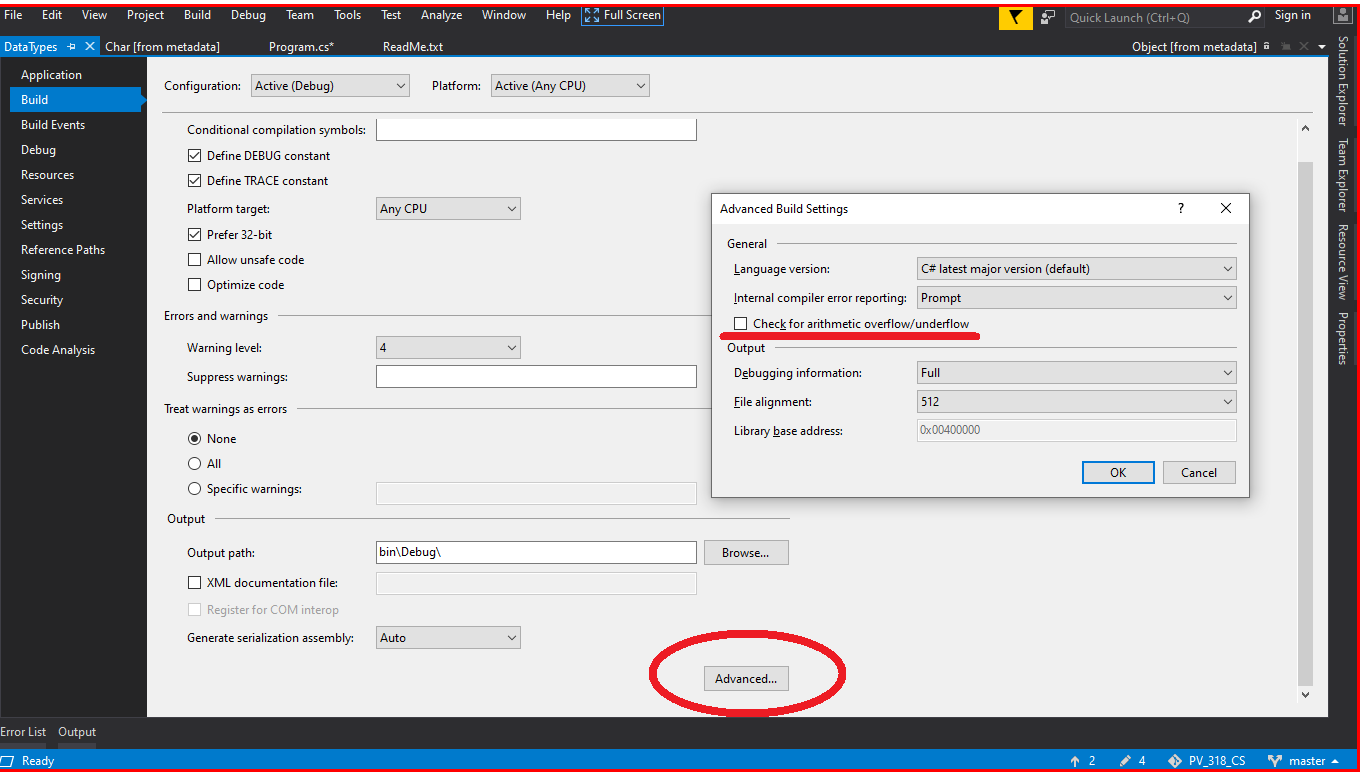 File Edit View Project Build Debug Team Tools Test Analyze Window Help Full Screen Quick Launch (Ctrl+Q) Sign in
DataTypes Char [from metadata] Program.cs* ReadMe.txt Object [from metadata]
Application
Build
Build Events
Debug
Resources
Services
Settings
Reference Paths
Signing
Security
Publish
Code Analysis
Configuration: Active (Debug) Platform: Active (Any CPU)
Conditional compilation symbols:
Define DEBUG constant
Define TRACE constant
Platform target: Any CPU
Prefer 32-bit
Allow unsafe code
Optimize code
Errors and warnings
Warning level: 4
Suppress warnings:
Treat warnings as errors
None
All
Specific warnings:
Output
Output path: bin\Debug\ Browse...
XML documentation file:
Register for COM interop
Generate serialization assembly: Auto
Advanced...
Advanced Build Settings ?
General
Language version: C# latest major version (default)
Internal compiler error reporting: Prompt
Check for arithmetic overflow/underflow
Output
Debugging information: Full
File alignment: 512
Library base address: 0x00400000
OK Cancel
Solution Explorer
Team Explorer
Resource View
Properties
Error List Output
Ready 2 4 PV_318_CS master